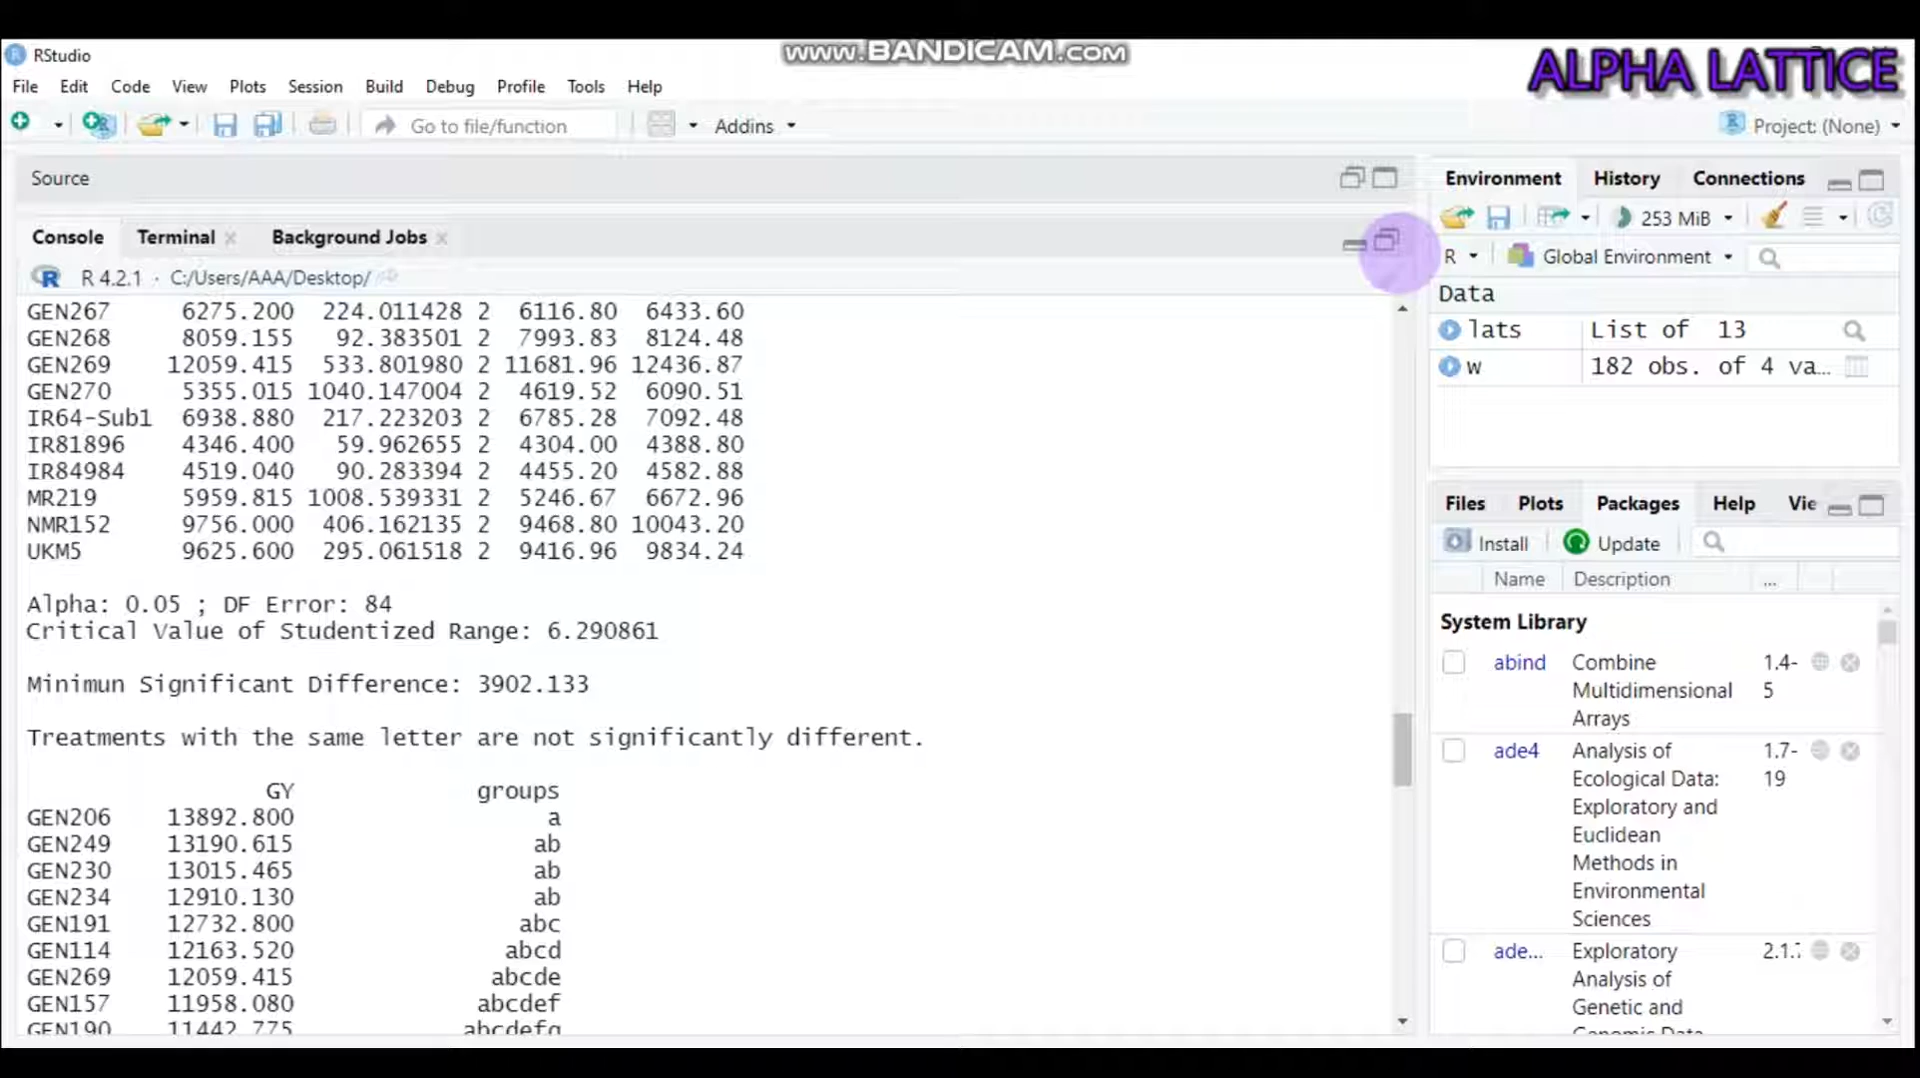 www.BANDICAM.com
ALPHA LATTICE
RStudio
File Edit Code View Plots Session Build Debug Profile Tools Help
Go to file/function Addins Project: (None)
Source
Console Terminal Background Jobs
R 4.2.1 · C:/Users/AAA/Desktop/
GEN267 6275.200 224.011428 2 6116.80 6433.60
GEN268 8059.155 92.383501 2 7993.83 8124.48
GEN269 12059.415 533.801980 2 11681.96 12436.87
GEN270 5355.015 1040.147004 2 4619.52 6090.51
IR64-Sub1 6938.880 217.223203 2 6785.28 7092.48
IR81896 4346.400 59.962655 2 4304.00 4388.80
IR84984 4519.040 90.283394 2 4455.20 4582.88
MR219 5959.815 1008.539331 2 5246.67 6672.96
NMR152 9756.000 406.162135 2 9468.80 10043.20
UKM5 9625.600 295.061518 2 9416.96 9834.24
Alpha: 0.05 ; DF Error: 84
Critical Value of Studentized Range: 6.290861
Minimun Significant Difference: 3902.133
Treatments with the same letter are not significantly different.
GY groups
GEN206 13892.800 a
GEN249 13190.615 ab
GEN230 13015.465 ab
GEN234 12910.130 ab
GEN191 12732.800 abc
GEN114 12163.520 abcd
GEN269 12059.415 abcde
GEN157 11958.080 abcdef
GEN190 11442.775 abcdefg
Environment History Connections
253 MiB
R Global Environment
Data
lats List of 13
w 182 obs. of 4 va...
Files Plots Packages Help Vie
Install Update
Name Description ...
System Library
abind Combine Multidimensional Arrays 1.4-5
ade4 Analysis of Ecological Data: Exploratory and Euclidean Methods in Environmental Sciences 1.7-19
ade... Exploratory Analysis of Genetic and Genomic Data 2.1.